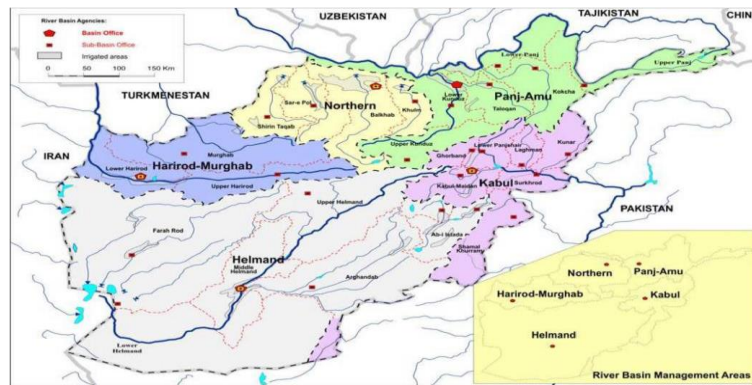 River Basin Agencies:
Basin Office
Sub-Basin Office
Irrigated areas
0 50 100 150 Km
UZBEKISTAN
TAJIKISTAN
CHIN
TURKMENESTAN
IRAN
PAKISTAN
Lower-Panj
Upper Panj
Panj-Amu
Kokcha
Taloqan
Lower Kunduz
Upper Kunduz
Northern
Sar-e Pol
Shirin Taqab
Balkhab
Khulm
Murghab
Harirod-Murghab
Lower Harirod
Upper Harirod
Ghorband
Lower Panjshair
Laghman
Kunar
Kabul
Kabul-Maidan
Surkhrod
Shamal
Khurram
Upper Helmand
Farah Rod
Helmand
Middle
Helmand
Ab-i Istada
Arghandab
Lower
Helmand
Northern
Panj-Amu
Harirod-Murghab
Kabul
Helmand
River Basin Management Areas